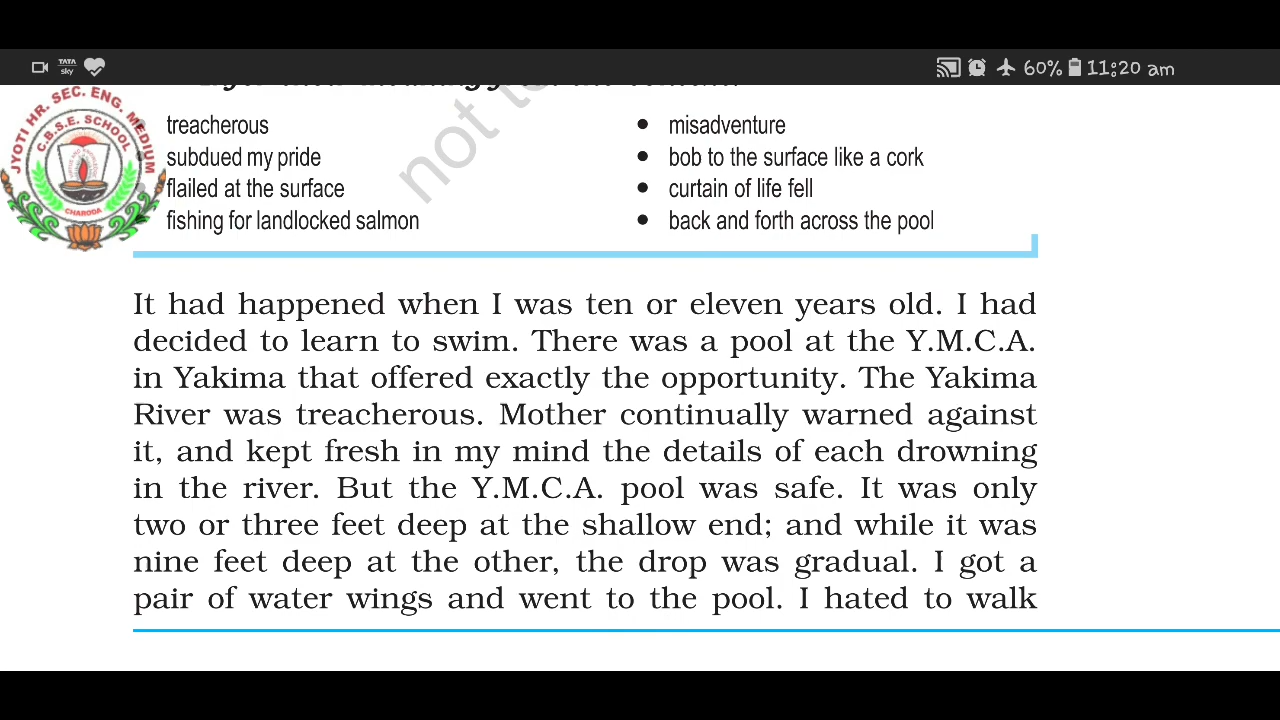 TATA
sky
60% 11:20 am
JYOTI HR. SEC. ENG. MEDIUM
C.B.S.E. SCHOOL
CHARODA
not to
treacherous
subdued my pride
flailed at the surface
fishing for landlocked salmon
• misadventure
• bob to the surface like a cork
• curtain of life fell
• back and forth across the pool
It had happened when I was ten or eleven years old. I had
decided to learn to swim. There was a pool at the Y.M.C.A.
in Yakima that offered exactly the opportunity. The Yakima
River was treacherous. Mother continually warned against
it, and kept fresh in my mind the details of each drowning
in the river. But the Y.M.C.A. pool was safe. It was only
two or three feet deep at the shallow end; and while it was
nine feet deep at the other, the drop was gradual. I got a
pair of water wings and went to the pool. I hated to walk